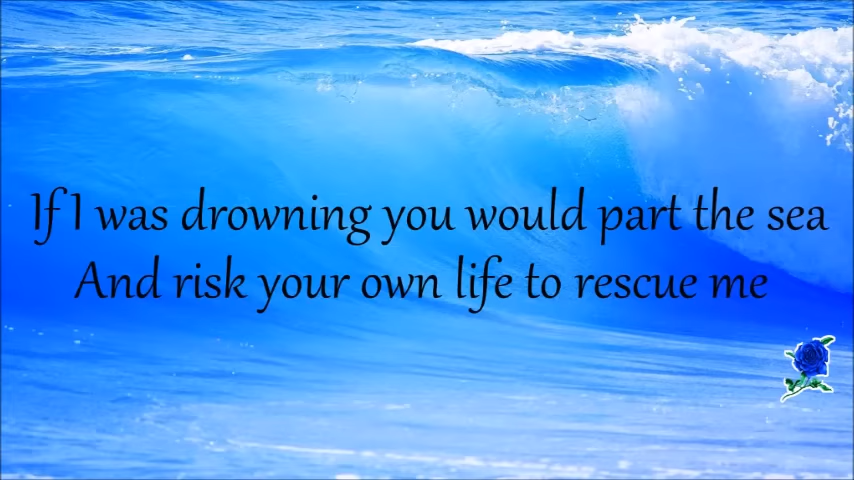 If I was drowning you would part the sea
And risk your own life to rescue me